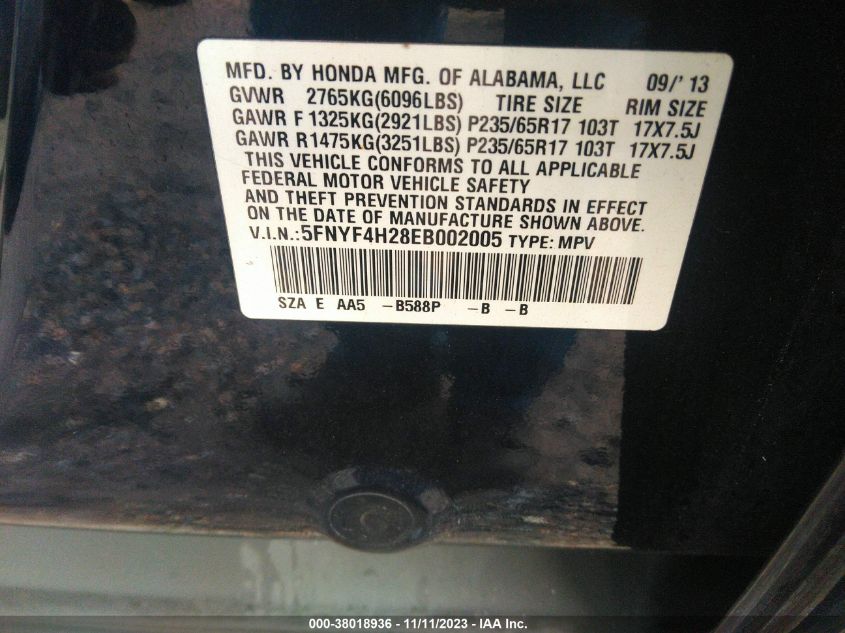 MFD. BY HONDA MFG. OF ALABAMA, LLC 09/' 13
GVWR 2765KG(6096LBS) TIRE SIZE RIM SIZE
GAWR F 1325KG(2921LBS) P235/65R17 103T 17X7.5J
GAWR R1475KG(3251LBS) P235/65R17 103T 17X7.5J
THIS VEHICLE CONFORMS TO ALL APPLICABLE
FEDERAL MOTOR VEHICLE SAFETY
AND THEFT PREVENTION STANDARDS IN EFFECT
ON THE DATE OF MANUFACTURE SHOWN ABOVE.
V.I.N.:5FNYF4H28EB002005 TYPE: MPV
SZA E AA5 -B588P -B -B
000-38018936 - 11/11/2023 - IAA Inc.